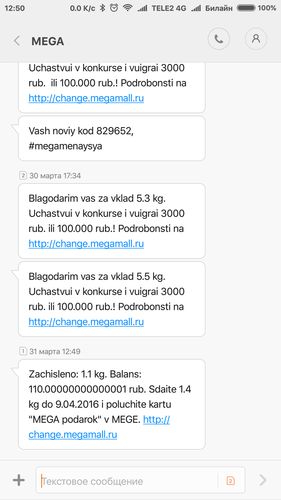 12:50
0.0 K/c TELE2 4G Билайн 100%
MEGA
Uchastvui v konkurse i vuigrai 3000
rub. ili 100.000 rub.! Podrobonsti na
http://change.megamall.ru
Vash noviy kod 829652,
#megamenaysya
2 30 марта 17:34
Blagodarim vas za vklad 5.3 kg.
Uchastvui v konkurse i vuigrai 3000
rub. ili 100.000 rub.! Podrobonsti na
http://change.megamall.ru
Blagodarim vas za vklad 5.5 kg.
Uchastvui v konkurse i vuigrai 3000
rub. ili 100.000 rub.! Podrobonsti na
http://change.megamall.ru
1 31 марта 12:49
Zachisleno: 1.1 kg. Balans:
110.00000000000001 rub. Sdaite 1.4
kg do 9.04.2016 i poluchite kartu
"MEGA podarok" v MEGE. http://
change.megamall.ru
Текстовое сообщение
2